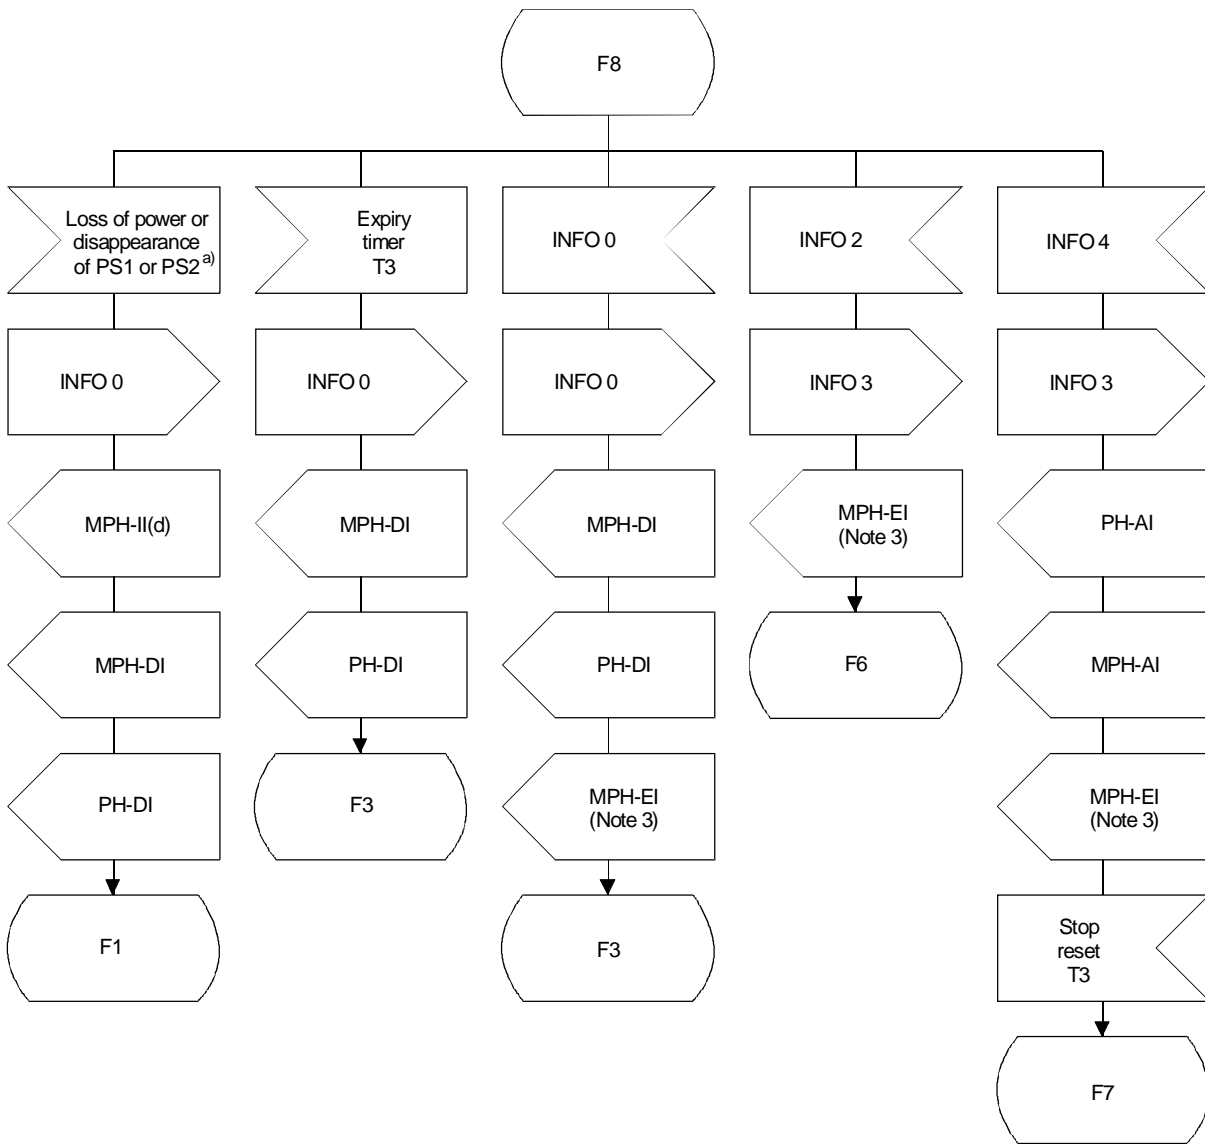 F8
Loss of power or
disappearance
of PS1 or PS2 a)
Expiry
timer
T3
INFO 0
INFO 2
INFO 4
INFO 0
INFO 0
INFO 0
INFO 3
INFO 3
MPH-II(d)
MPH-DI
MPH-DI
MPH-EI
(Note 3)
PH-AI
MPH-DI
PH-DI
PH-DI
F6
MPH-AI
PH-DI
F3
MPH-EI
(Note 3)
MPH-EI
(Note 3)
F1
F3
Stop
reset
T3
F7